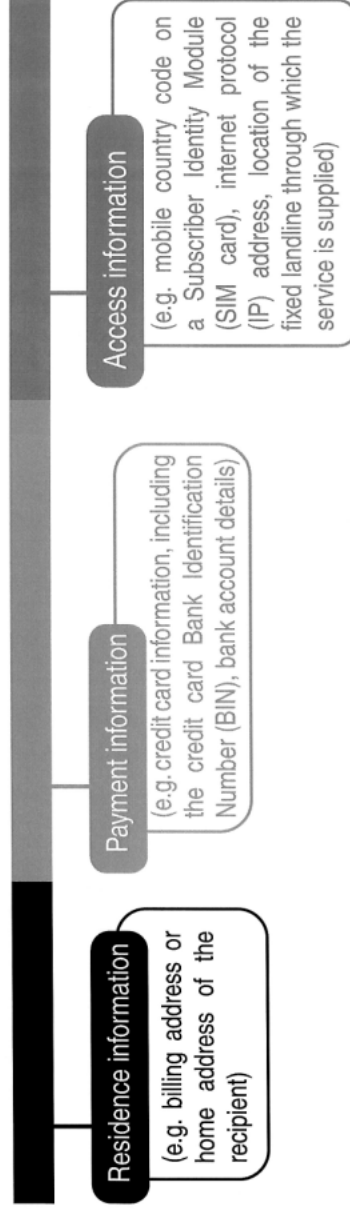 Residence information
(e.g. billing address or
home address of the
recipient)
Payment information
(e.g. credit card information, including
the credit card Bank Identification
Number (BIN), bank account details)
Access information
(e.g. mobile country code on
a Subscriber Identity Module
(SIM card), internet protocol
(IP) address, location of the
fixed landline through which the
service is supplied)